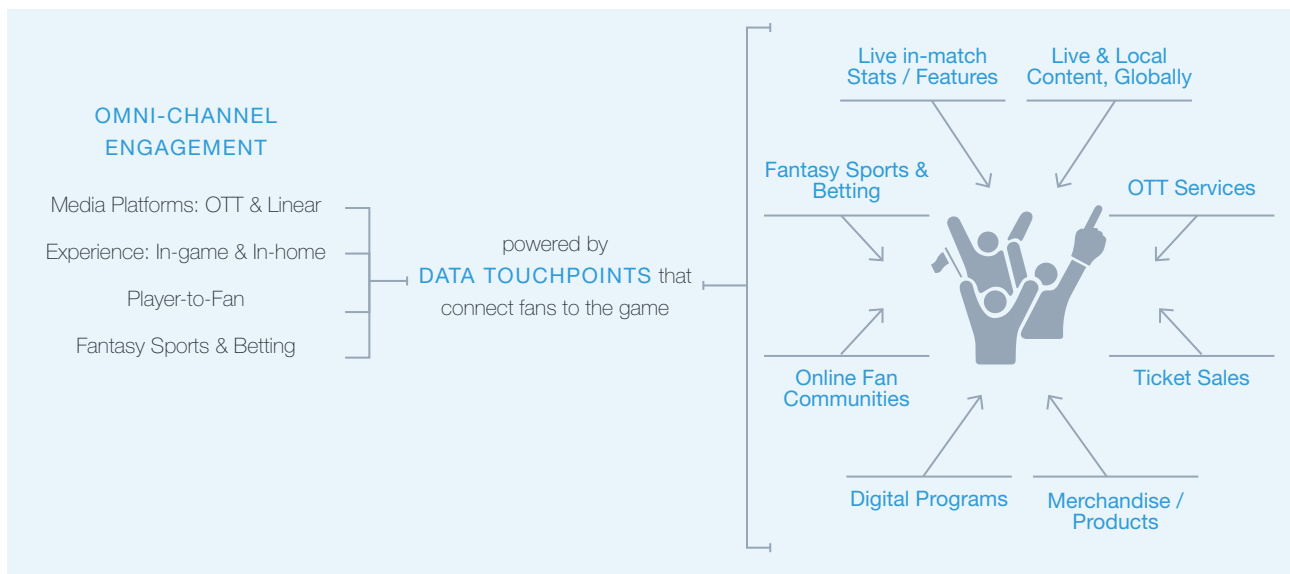 OMNI-CHANNEL
ENGAGEMENT
Media Platforms: OTT & Linear
Experience: In-game & In-home
Player-to-Fan
Fantasy Sports & Betting
powered by
DATA TOUCHPOINTS that
connect fans to the game
Live in-match
Stats / Features
Live & Local
Content, Globally
Fantasy Sports &
Betting
OTT Services
Online Fan
Communities
Ticket Sales
Digital Programs
Merchandise /
Products